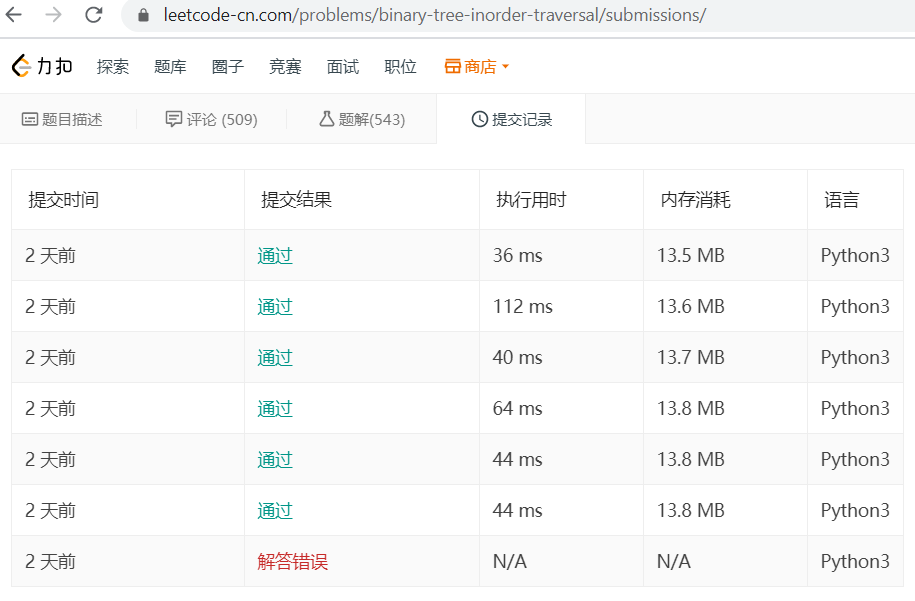 leetcode-cn.com/problems/binary-tree-inorder-traversal/submissions/
力扣 探索 题库 圈子 竞赛 面试 职位 商店
题目描述 评论 (509) 题解(543) 提交记录
提交时间 提交结果 执行用时 内存消耗 语言
2 天前 通过 36 ms 13.5 MB Python3
2 天前 通过 112 ms 13.6 MB Python3
2 天前 通过 40 ms 13.7 MB Python3
2 天前 通过 64 ms 13.8 MB Python3
2 天前 通过 44 ms 13.8 MB Python3
2 天前 通过 44 ms 13.8 MB Python3
2 天前 解答错误 N/A N/A Python3